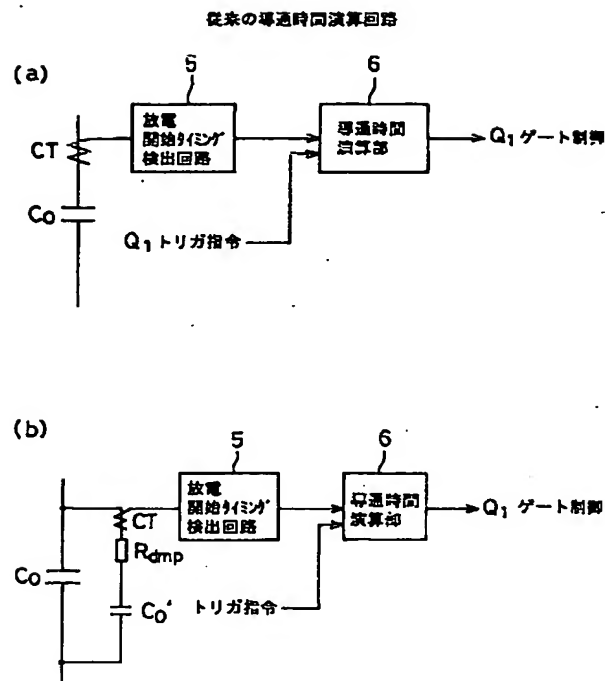 従来の導通時間演算回路
(a)
5
6
CT
放電
開始タイミング
検出回路
導通時間
演算部
Q₁ ゲート制御
C₀
Q₁ トリガ指令
(b)
5
6
CT
放電
開始タイミング
検出回路
導通時間
演算部
Q₁ ゲート制御
Rdmp
C₀
C₀'
トリガ指令